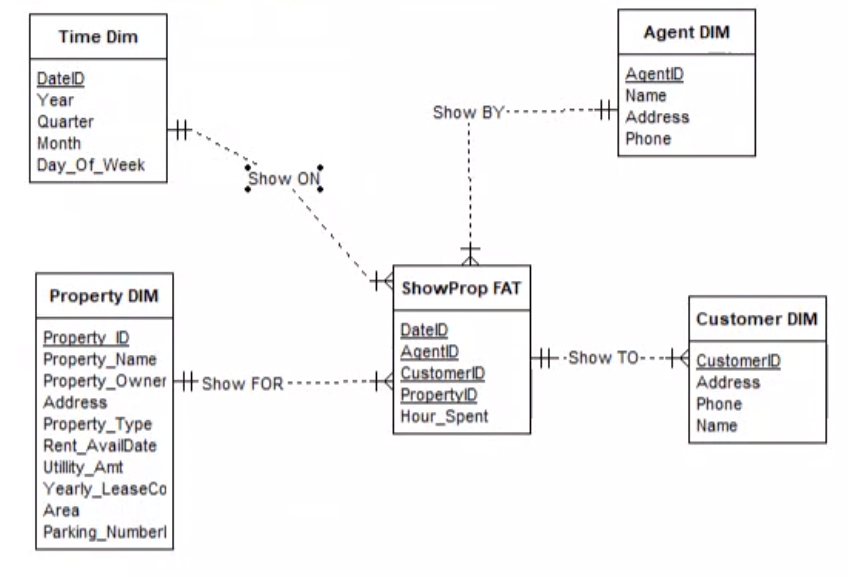 Time Dim
DateID
Year
Quarter
Month
Day_Of_Week
Agent DIM
AgentID
Name
Address
Phone
Show BY
Show ON
Property DIM
Property_ID
Property_Name
Property_Owner
Address
Property_Type
Rent_AvailDate
Utillity_Amt
Yearly_LeaseCo
Area
Parking_Numberl
Show FOR
ShowProp FAT
DateID
AgentID
CustomerID
PropertyID
Hour_Spent
Show TO
Customer DIM
CustomerID
Address
Phone
Name